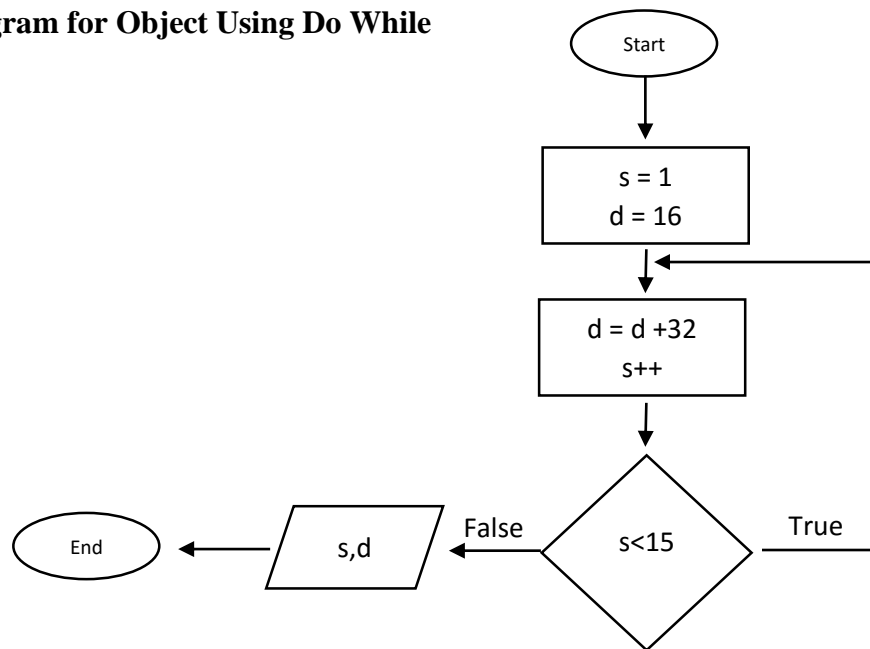 gram for Object Using Do While
Start
s = 1
d = 16
d = d +32
s++
s<15
True
False
s,d
End